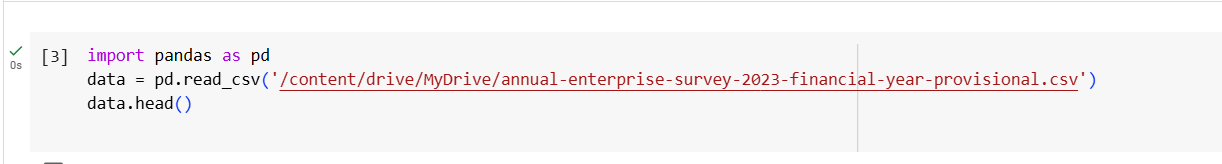 [3] import pandas as pd
0s
data = pd.read_csv('/content/drive/MyDrive/annual-enterprise-survey-2023-financial-year-provisional.csv')
data.head()